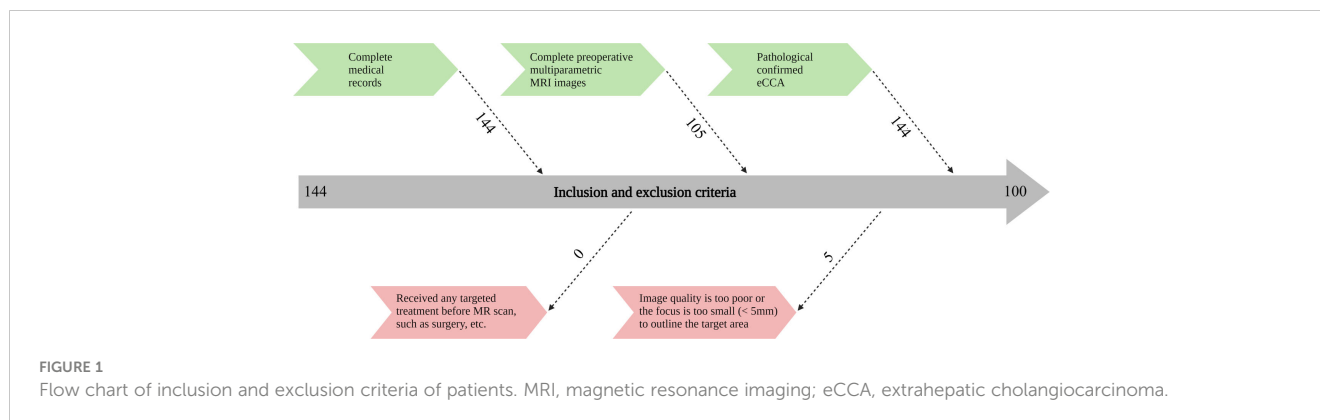 Complete
medical
records
Complete preoperative
multiparametric
MRI images
Pathological
confirmed
eCCA
144
105
144
144
Inclusion and exclusion criteria
100
0
5
Received any targeted
treatment before MR scan,
such as surgery, etc.
Image quality is too poor or
the focus is too small (< 5mm)
to outline the target area
FIGURE 1
Flow chart of inclusion and exclusion criteria of patients. MRI, magnetic resonance imaging; eCCA, extrahepatic cholangiocarcinoma.